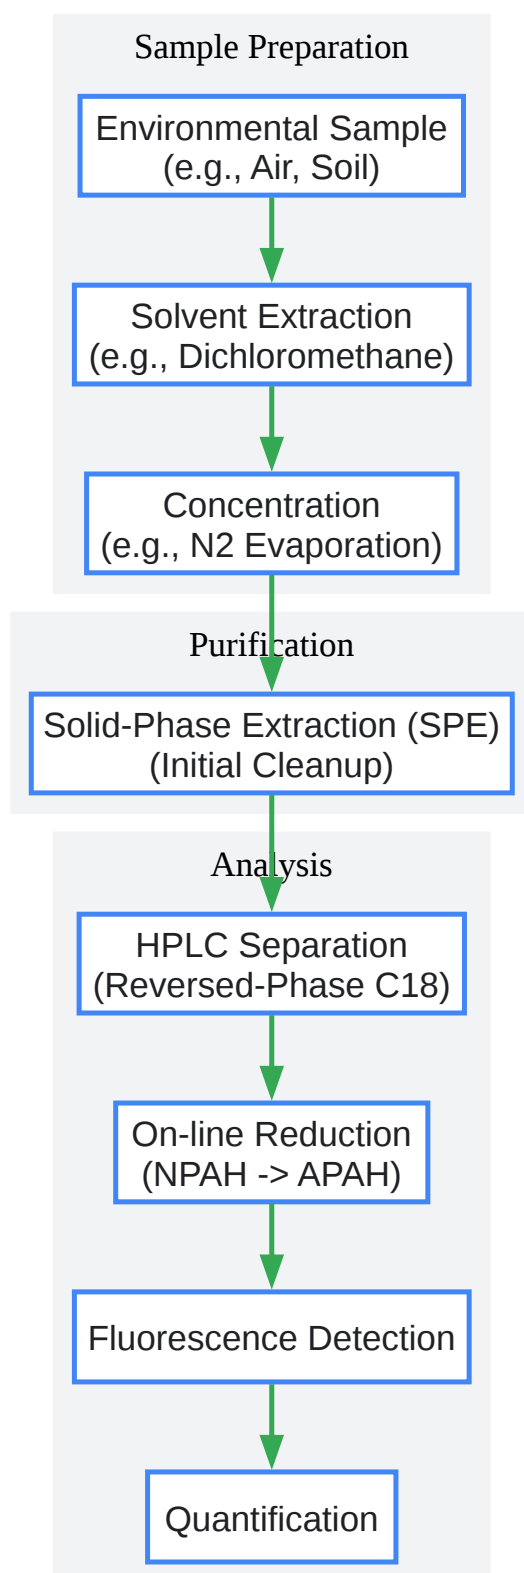 Sample Preparation
Environmental Sample
(e.g., Air, Soil)
Solvent Extraction
(e.g., Dichloromethane)
Concentration
(e.g., N2 Evaporation)
Purification
Solid-Phase Extraction (SPE)
(Initial Cleanup)
Analysis
HPLC Separation
(Reversed-Phase C18)
On-line Reduction
(NPAH -> APAH)
Fluorescence Detection
Quantification